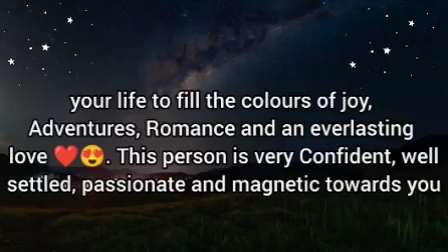 your life to fill the colours of joy,
Adventures, Romance and an everlasting
love ❤️😍. This person is very Confident, well
settled, passionate and magnetic towards you